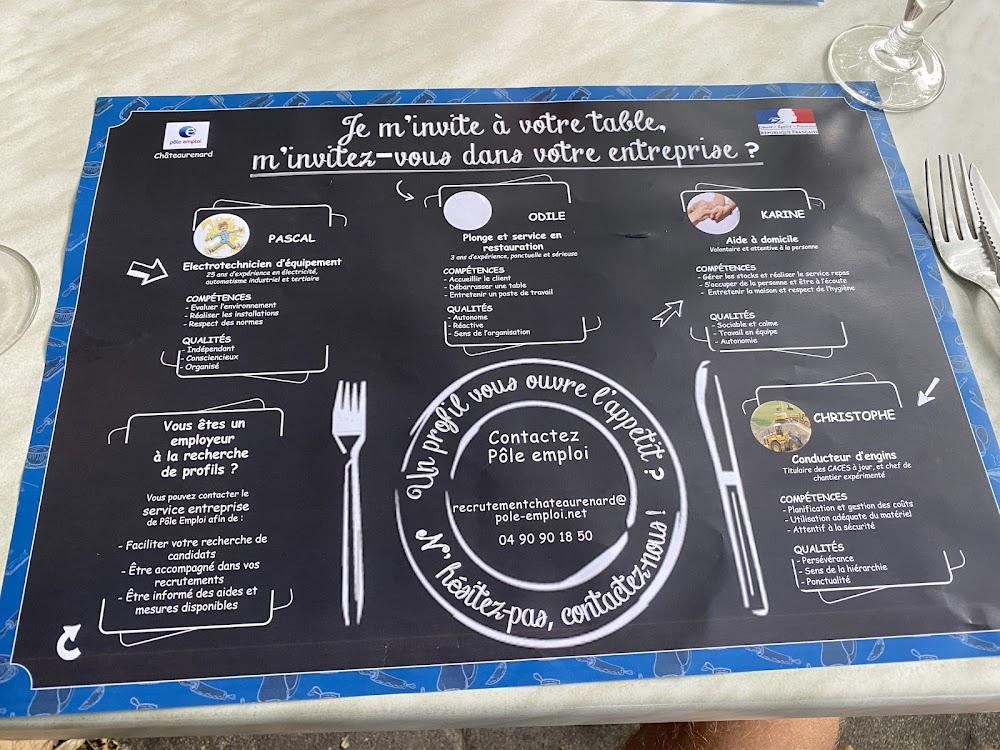 pôle emploi
Châteaurenard
Je m'invite à votre table,
m'invitez-vous dans votre entreprise ?
RÉPUBLIQUE FRANÇAISE
PASCAL
Electrotechnicien d'équipement
25 ans d'expérience en électricité,
automatisme industriel et tertiaire
COMPÉTENCES
- Evaluer l'environnement
- Réaliser les installations
- Respect des normes
QUALITÉS
- Indépendant
- Consciencieux
- Organisé
ODILE
Plonge et service en
restauration
3 ans d'expérience, ponctuelle et sérieuse
COMPÉTENCES
- Accueillir le client
- Débarrasser une table
- Entretenir un poste de travail
QUALITÉS
- Autonome
- Réactive
- Sens de l'organisation
KARINE
Aide à domicile
Volontaire et attentive à la personne
COMPÉTENCES
- Gérer les stocks et réaliser le service repas
- S'occuper de la personne et être à l'écoute
- Entretenir la maison et respect de l'hygiène
QUALITÉS
- Sociable et calme
- Travail en équipe
- Autonomie
Vous êtes un
employeur
à la recherche
de profils ?
Vous pouvez contacter le
service entreprise
de Pôle Emploi afin de :
- Faciliter votre recherche de
candidats
- Être accompagné dans vos
recrutements
- Être informé des aides et
mesures disponibles
Un profil vous ouvre l'appétit ?
Contactez
Pôle emploi
recrutementchateaurenard@
pole-emploi.net
04 90 90 18 50
N'hésitez-pas, contactez-nous !
CHRISTOPHE
Conducteur d'engins
Titulaire des CACES à jour, et chef de
chantier expérimenté
COMPÉTENCES
- Planification et gestion des coûts
- Utilisation adéquate du matériel
- Attentif à la sécurité
QUALITÉS
- Persévérance
- Sens de la hiérarchie
- Ponctualité